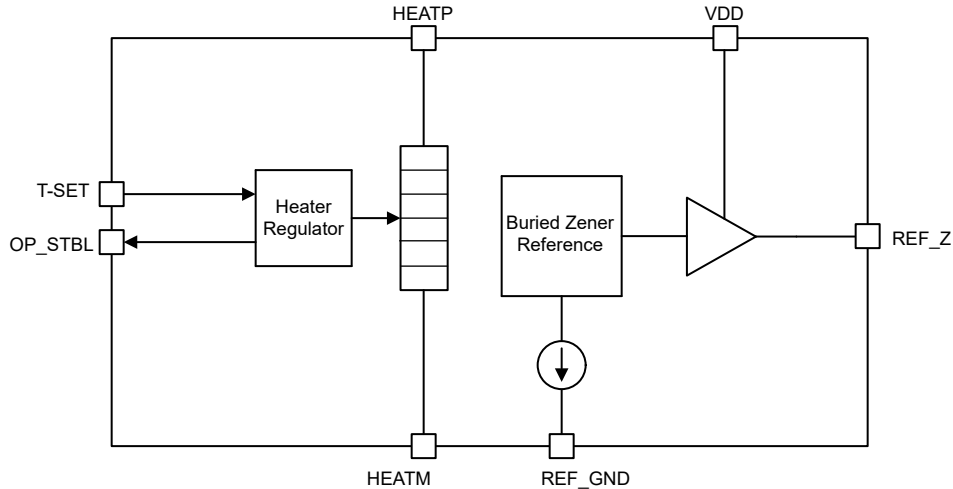 HEATP
VDD
T-SET
OP_STBL
Heater
Regulator
Buried Zener
Reference
REF_Z
HEATM
REF_GND